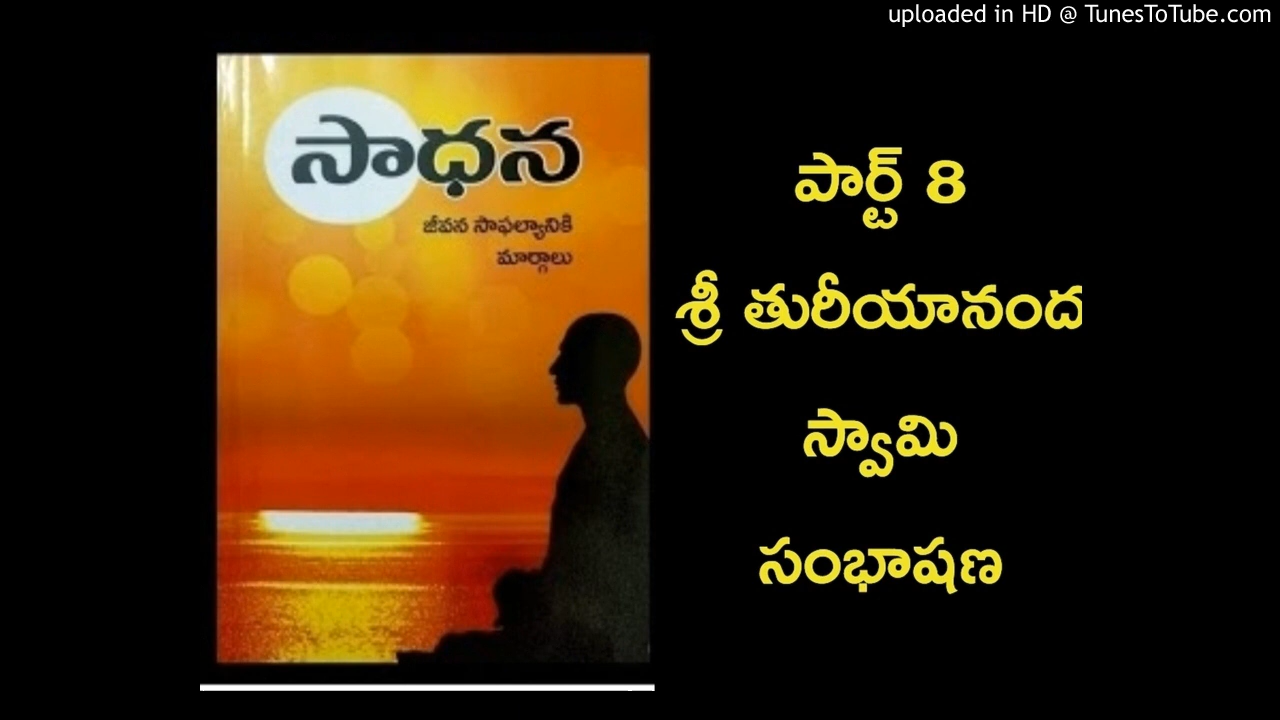 uploaded in HD @ TunesToTube.com
సాధన
జీవన సాఫల్యానికి
మార్గాలు
పార్ట్ 8
శ్రీ తురీయానంద
స్వామి
సంభాషణ